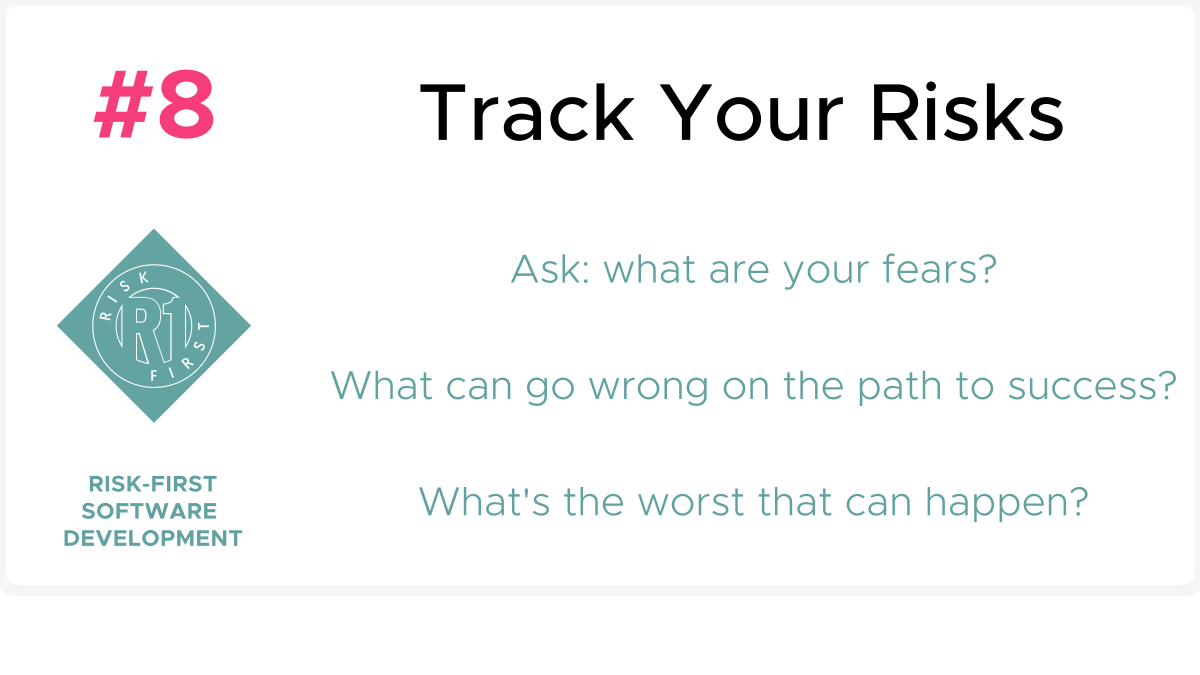 #8
Track Your Risks
RISK
R1
FIRST
RISK-FIRST
SOFTWARE
DEVELOPMENT
Ask: what are your fears?
What can go wrong on the path to success?
What's the worst that can happen?